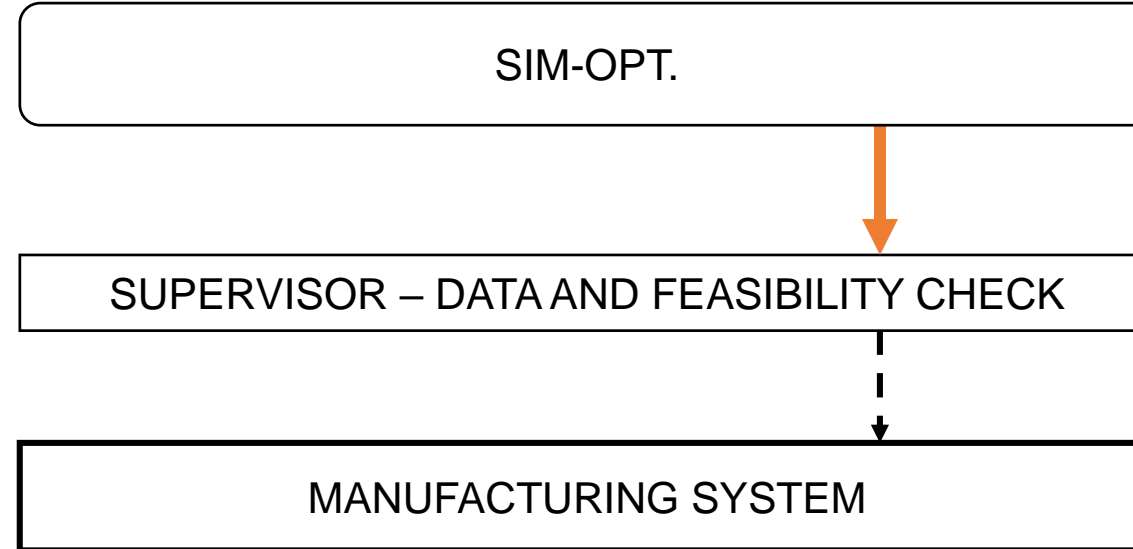 SIM-OPT.
SUPERVISOR – DATA AND FEASIBILITY CHECK
MANUFACTURING SYSTEM